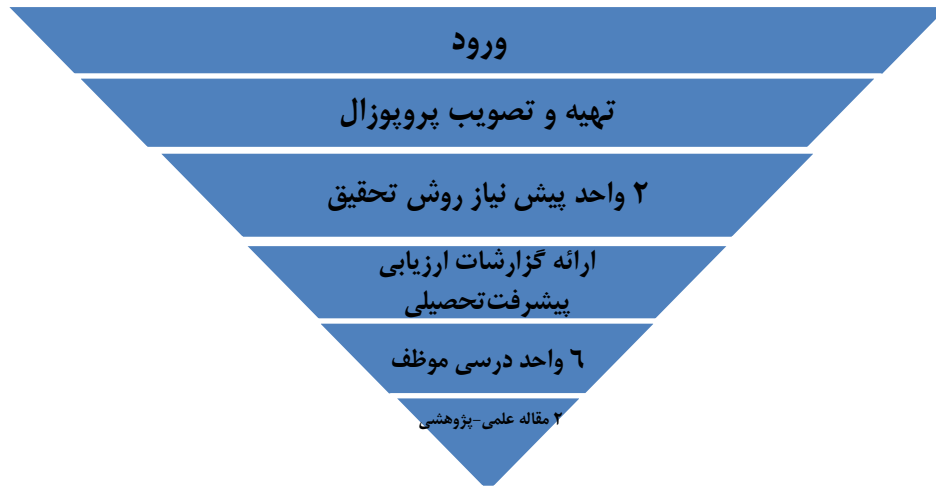 ورود
تهیه و تصویب پروپوزال
۲ واحد پیش نیاز روش تحقیق
ارائه گزارشات ارزیابی
پیشرفت تحصیلی
٦ واحد درسی موظف
۲ مقاله علمی-پژوهشی